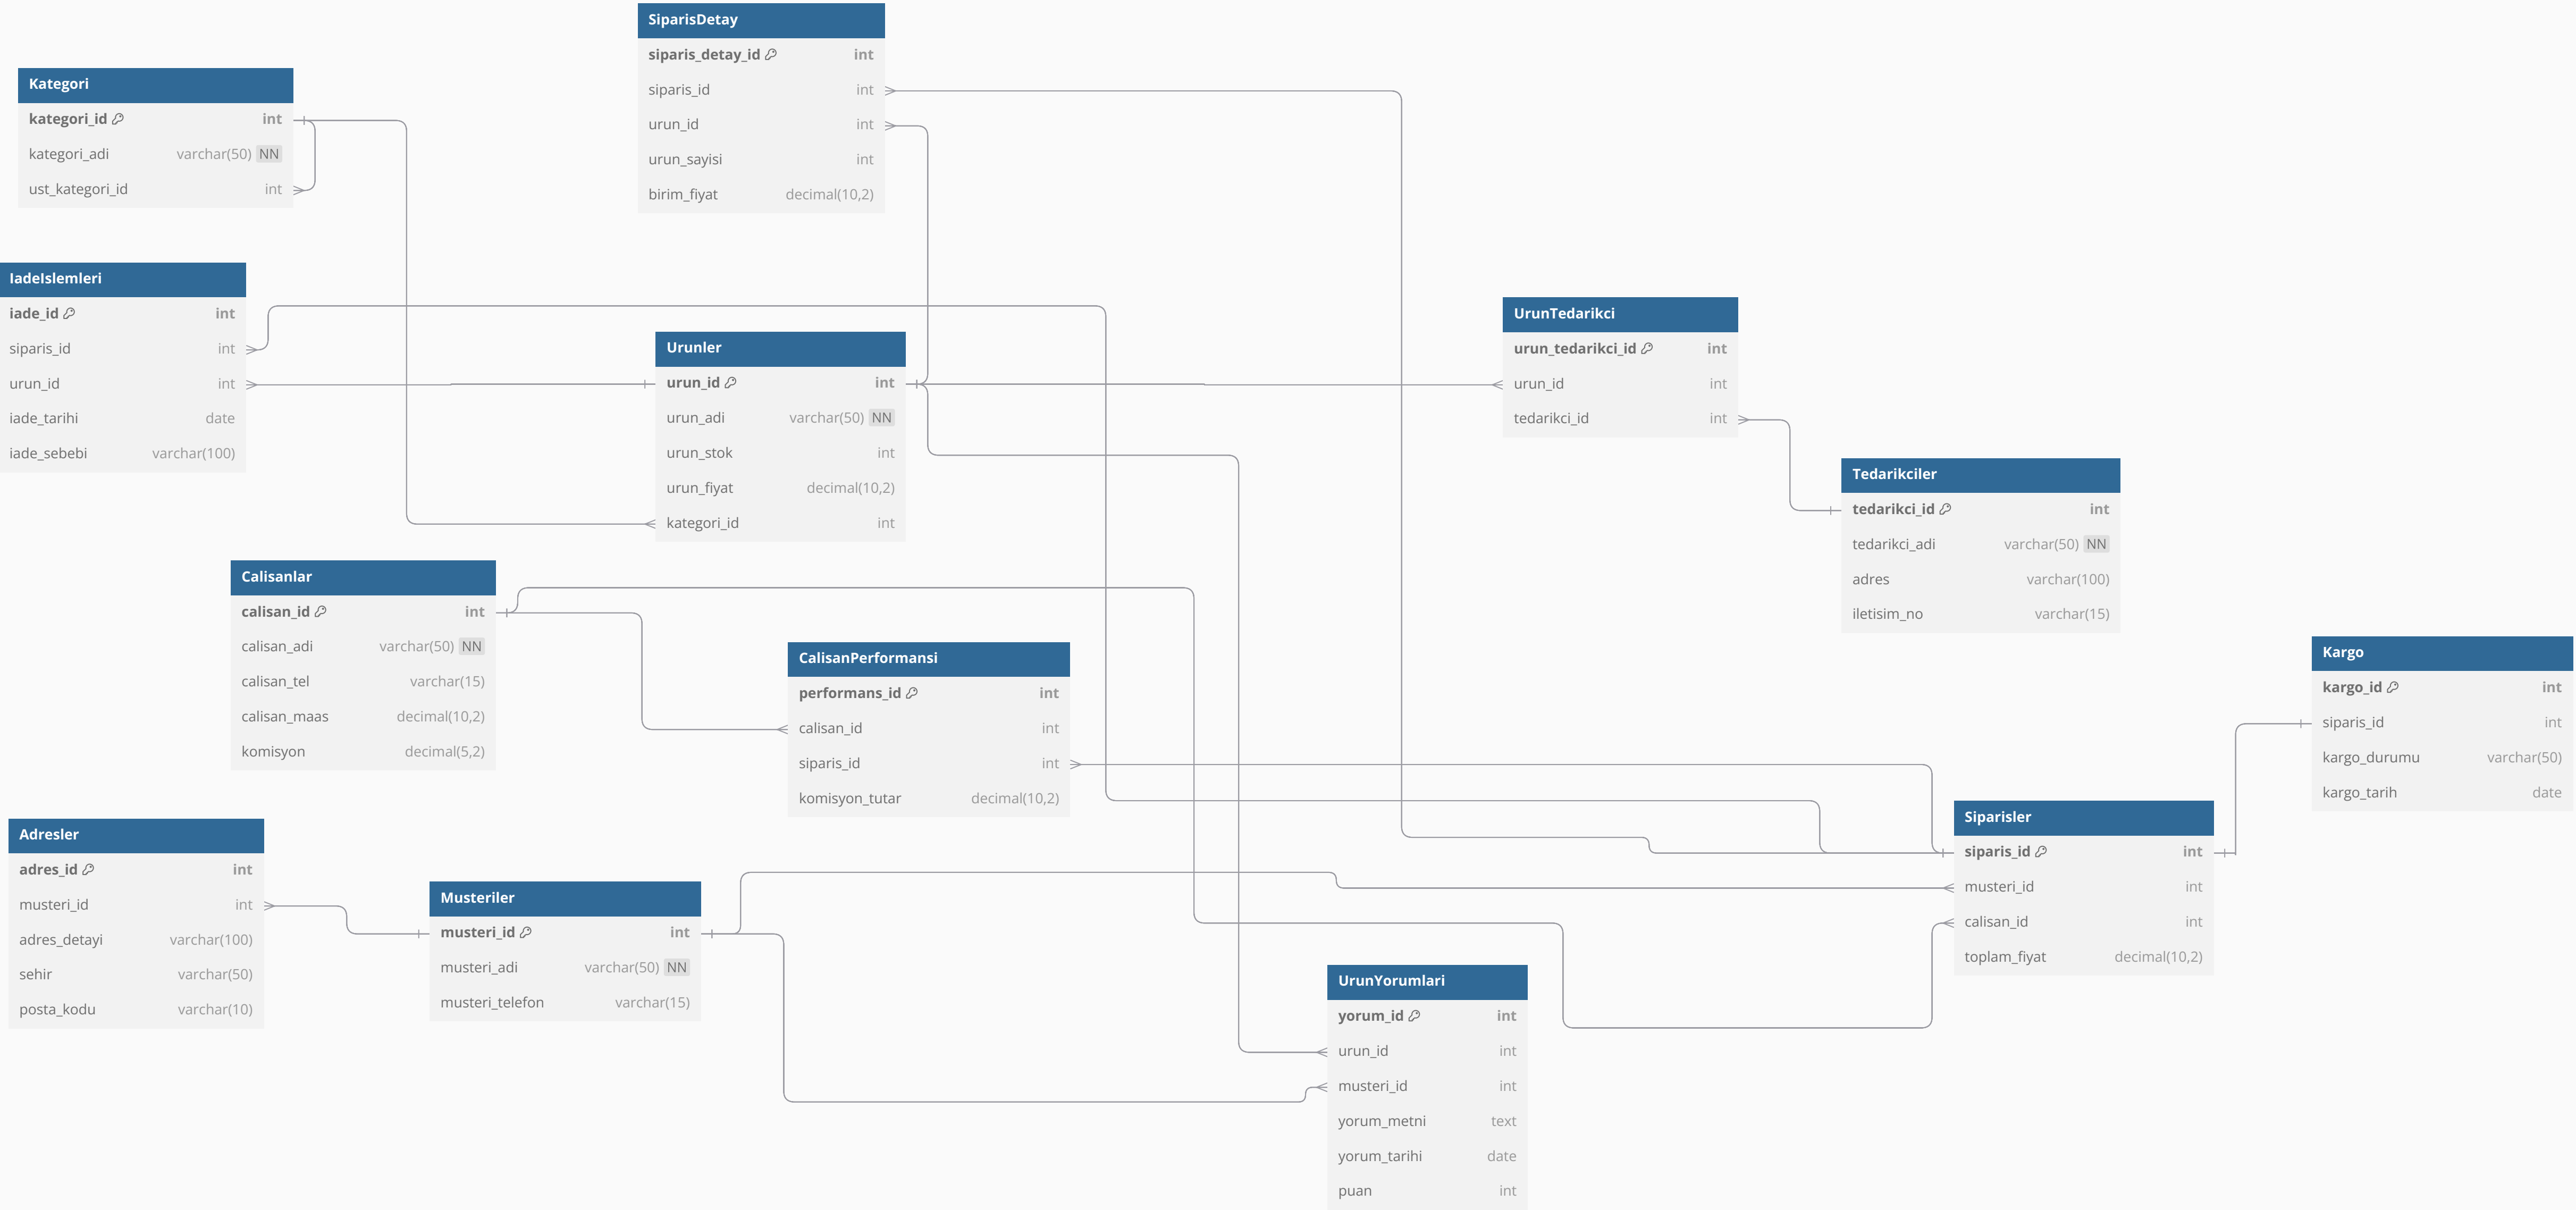 SiparisDetay
siparis_detay_id int
siparis_id int
urun_id int
urun_sayisi int
birim_fiyat decimal(10,2)
Kategori
kategori_id int
kategori_adi varchar(50) NN
ust_kategori_id int
IadeIslemleri
iade_id int
siparis_id int
urun_id int
iade_tarihi date
iade_sebebi varchar(100)
Urunler
urun_id int
urun_adi varchar(50) NN
urun_stok int
urun_fiyat decimal(10,2)
kategori_id int
UrunTedarikci
urun_tedarikci_id int
urun_id int
tedarikci_id int
Tedarikciler
tedarikci_id int
tedarikci_adi varchar(50) NN
adres varchar(100)
iletisim_no varchar(15)
Calisanlar
calisan_id int
calisan_adi varchar(50) NN
calisan_tel varchar(15)
calisan_maas decimal(10,2)
komisyon decimal(5,2)
CalisanPerformansi
performans_id int
calisan_id int
siparis_id int
komisyon_tutar decimal(10,2)
Kargo
kargo_id int
siparis_id int
kargo_durumu varchar(50)
kargo_tarih date
Siparisler
siparis_id int
musteri_id int
calisan_id int
toplam_fiyat decimal(10,2)
Adresler
adres_id int
musteri_id int
adres_detayi varchar(100)
sehir varchar(50)
posta_kodu varchar(10)
Musteriler
musteri_id int
musteri_adi varchar(50) NN
musteri_telefon varchar(15)
UrunYorumlari
yorum_id int
urun_id int
musteri_id int
yorum_metni text
yorum_tarihi date
puan int